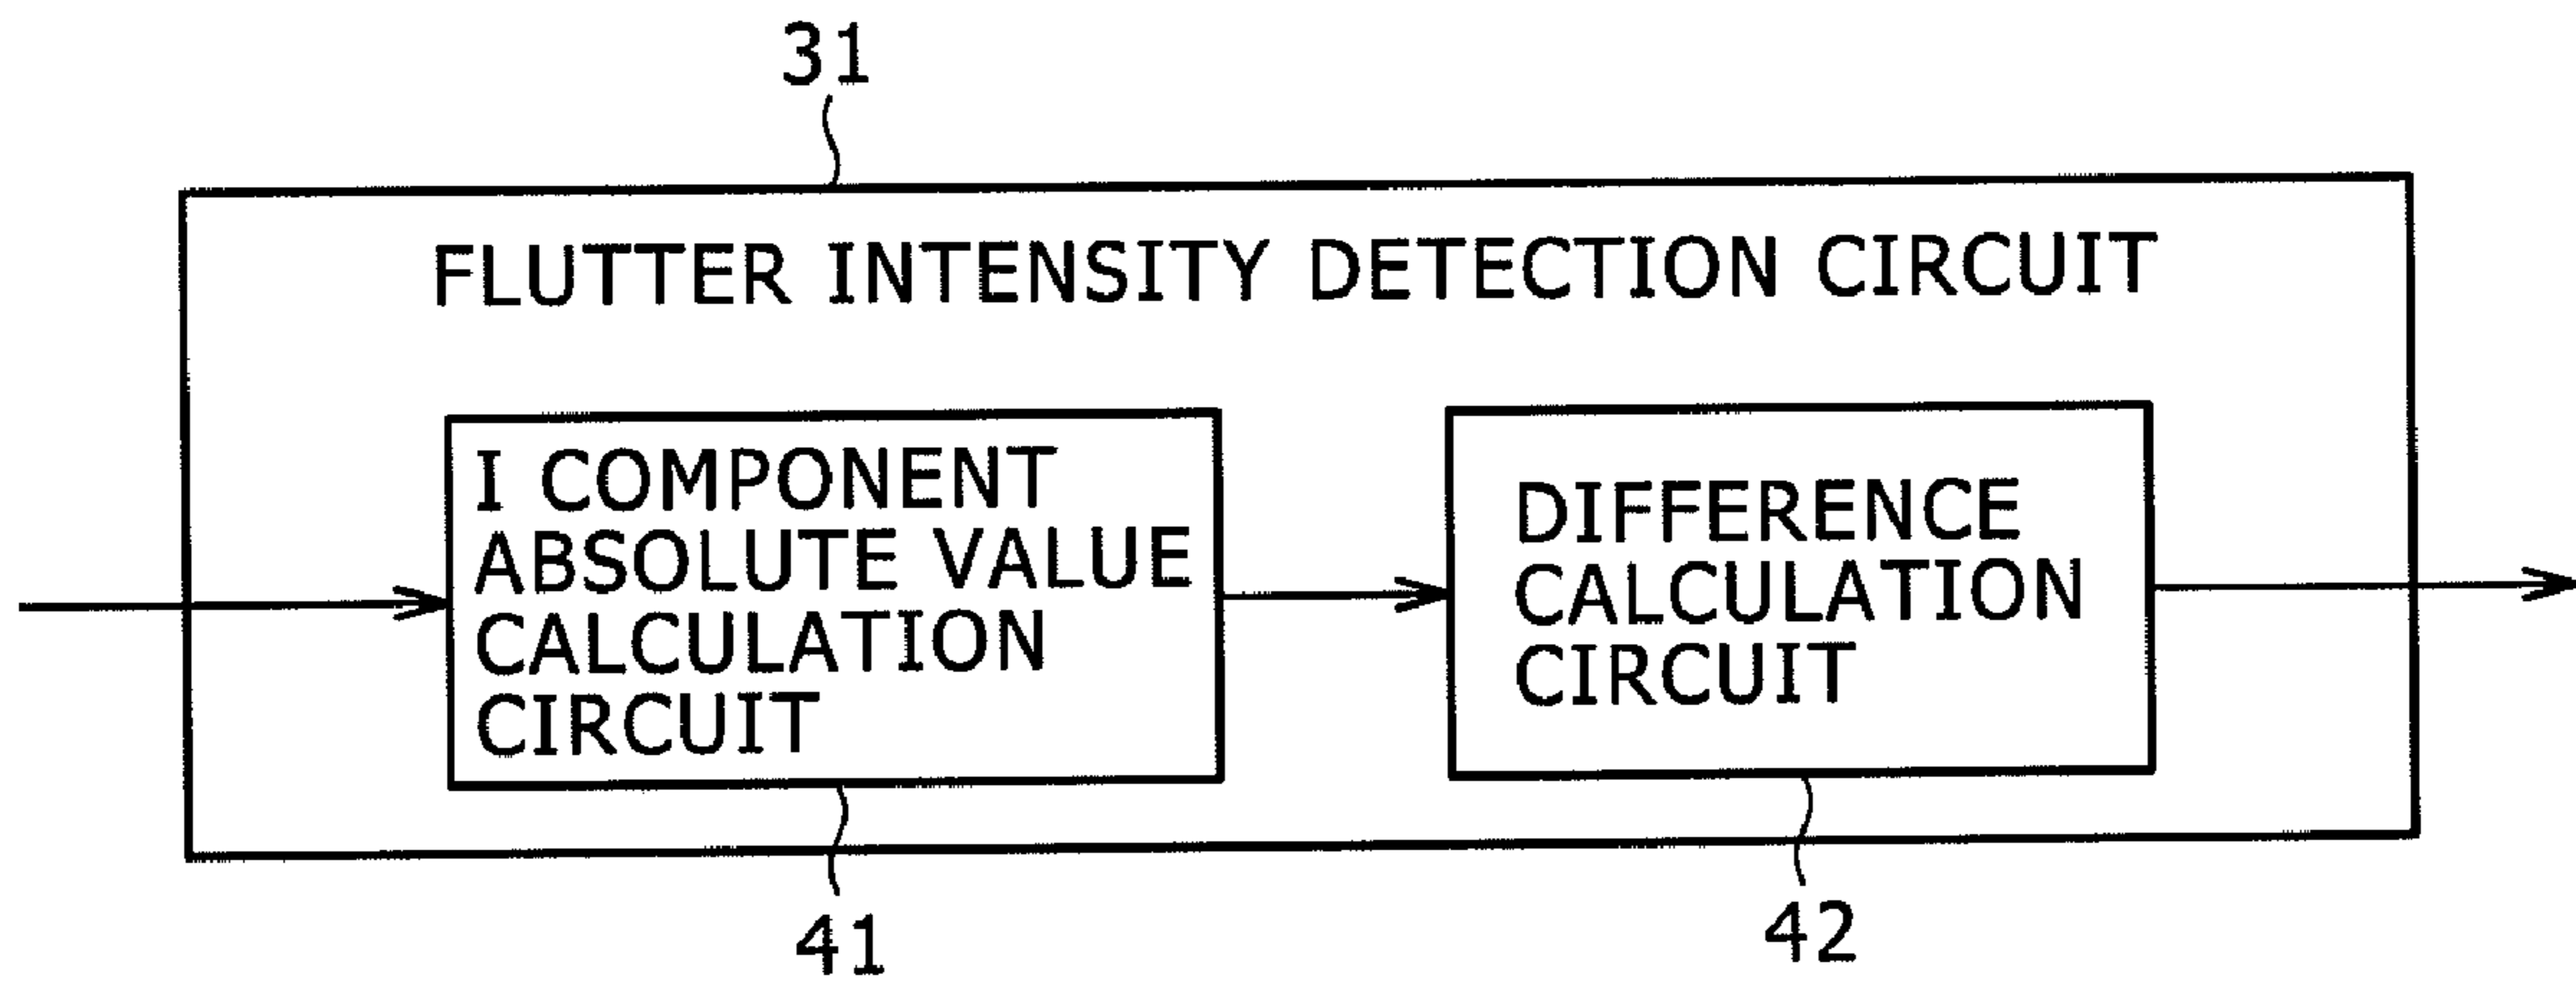 31
FLUTTER INTENSITY DETECTION CIRCUIT
I COMPONENT
ABSOLUTE VALUE
CALCULATION
CIRCUIT
DIFFERENCE
CALCULATION
CIRCUIT
41
42